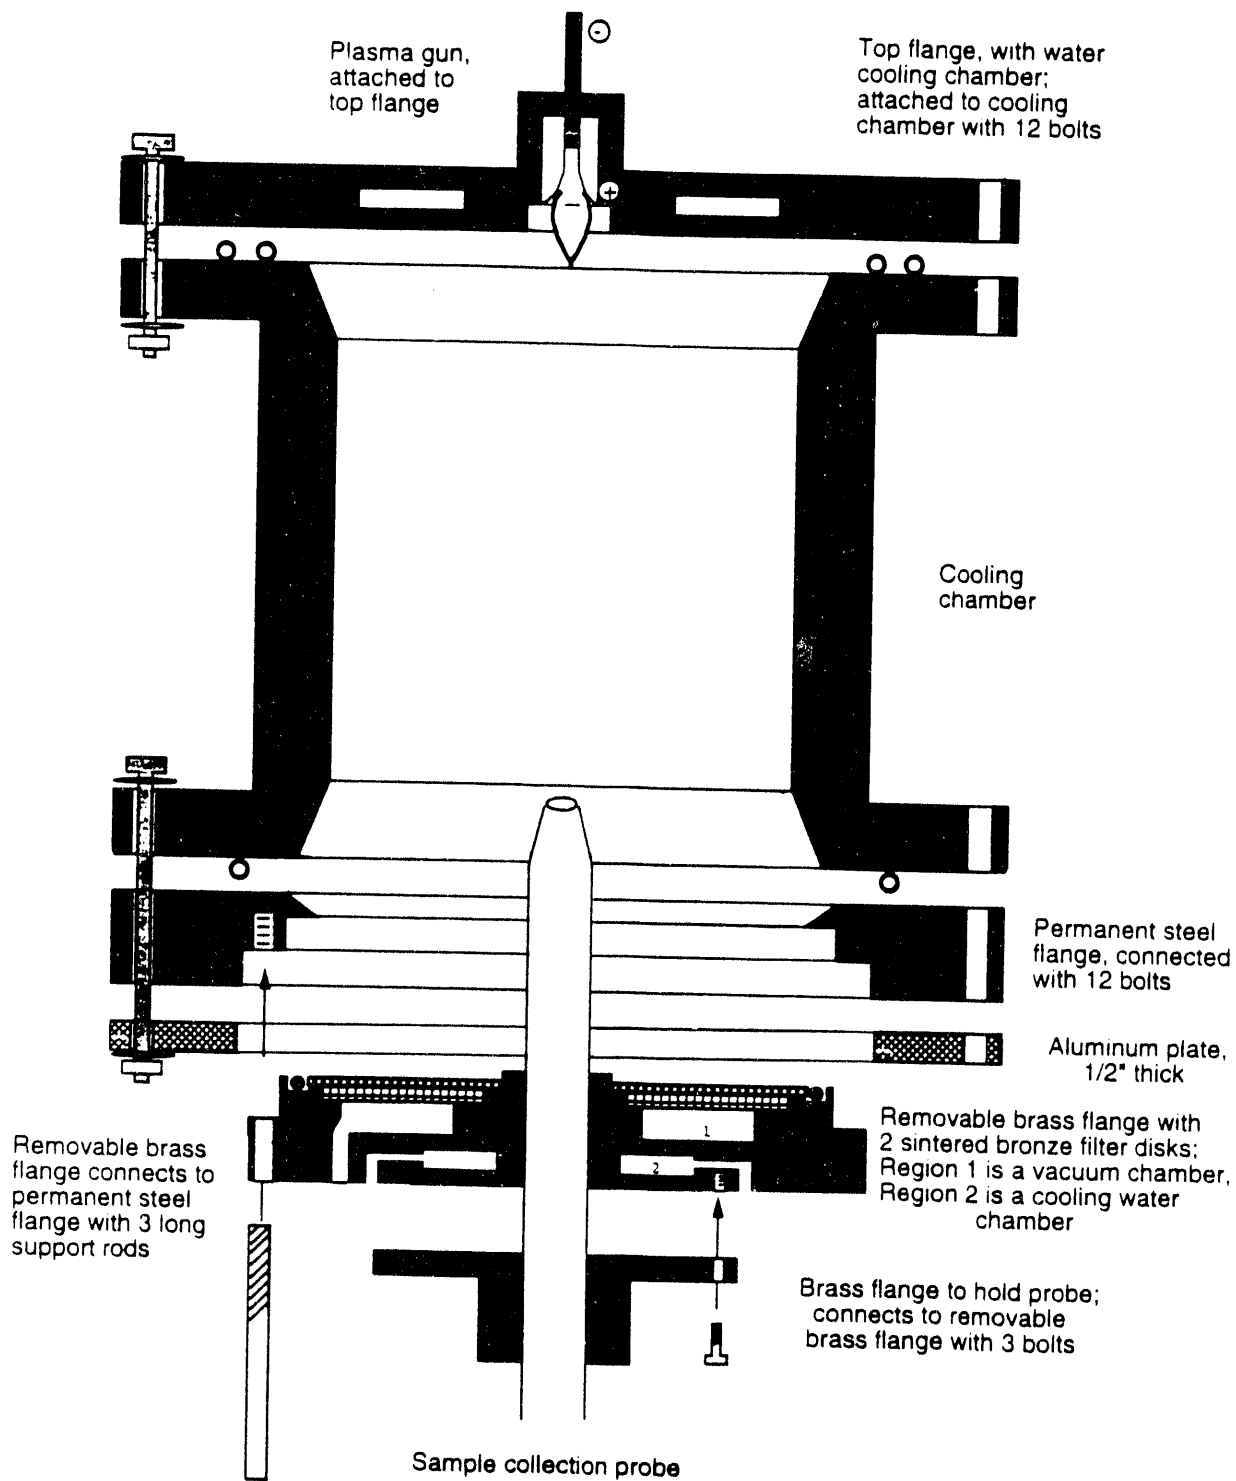 Plasma gun,
attached to
top flange
-
Top flange, with water
cooling chamber;
attached to cooling
chamber with 12 bolts
+
Cooling
chamber
Permanent steel
flange, connected
with 12 bolts
Aluminum plate,
1/2" thick
Removable brass
flange connects to
permanent steel
flange with 3 long
support rods
1
2
Removable brass flange with
2 sintered bronze filter disks;
Region 1 is a vacuum chamber,
Region 2 is a cooling water
chamber
Brass flange to hold probe;
connects to removable
brass flange with 3 bolts
Sample collection probe